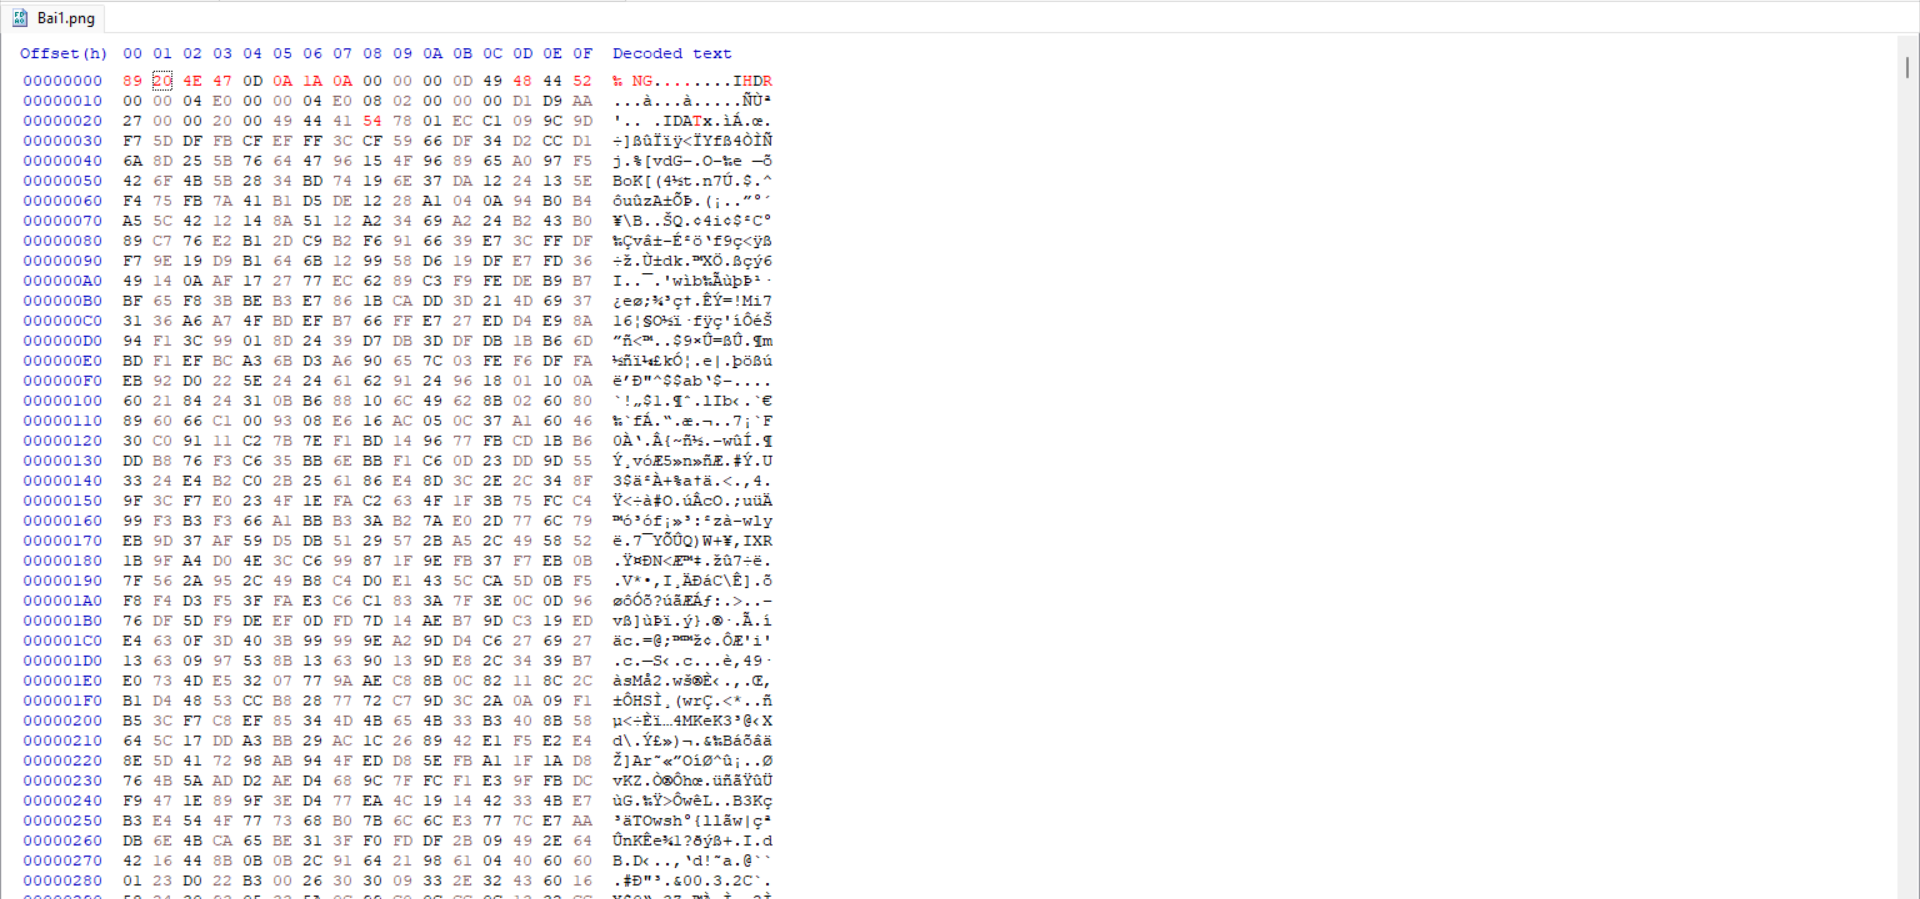 Bai1.png
Offset(h) 00 01 02 03 04 05 06 07 08 09 0A 0B 0C 0D 0E 0F Decoded text
00000000 89 20 4E 47 0D 0A 1A 0A 00 00 00 0D 49 48 44 52 ‰ NG........IHDR
00000010 00 00 04 E0 00 00 04 E0 08 02 00 00 00 D1 D9 AA ...à...à.....ÑÙª
00000020 27 00 00 20 00 49 44 41 54 78 01 EC C1 09 9C 9D '.. .IDATx.ìÁ.œ.
00000030 F7 5D DF FB CF EF FF 3C CF 59 66 DF 34 D2 CC D1 ÷]ßûÏïÿ<ÏYfß4ÒÌÑ
00000040 6A 8D 25 5B 76 64 47 96 15 4F 96 89 65 A0 97 F5 j.%[vdG–.O–‰e —õ
00000050 42 6F 4B 5B 28 34 BD 74 19 6E 37 DA 12 24 13 5E BoK[(4½t.n7Ú.$.^
00000060 F4 75 FB 7A 41 B1 D5 DE 12 28 A1 04 0A 94 B0 B4 ôuûzA±ÕÞ.(¡..”°´
00000070 A5 5C 42 12 14 8A 51 12 A2 34 69 A2 24 B2 43 B0 ¥\B..ŠQ.¢4i¢$²C°
00000080 89 C7 76 E2 B1 2D C9 B2 F6 91 66 39 E7 3C FF DF ‰Çvâ±-É²ö‘f9ç<ÿß
00000090 F7 9E 19 D9 B1 64 6B 12 99 58 D6 19 DF E7 FD 36 ÷ž.Ù±dk.™XÖ.ßçý6
000000A0 49 14 0A AF 17 27 77 EC 62 89 C3 F9 FE DE B9 B7 I..¯.'wìb‰ÃùþÞ¹·
000000B0 BF 65 F8 3B BE B3 E7 86 1B CA DD 3D 21 4D 69 37 ¿eø;¾³ç†.ÊÝ=!Mi7
000000C0 31 36 A6 A7 4F BD EF B7 66 FF E7 27 ED D4 E9 8A 16¦§O½ï·fÿç'íÔéŠ
000000D0 94 F1 3C 99 01 8D 24 39 D7 DB 3D DF DB 1B B6 6D ”ñ<™..$9×Û=ßÛ.¶m
000000E0 BD F1 EF BC A3 6B D3 A6 90 65 7C 03 FE F6 DF FA ½ñï¼£kÓ¦.e|.þößú
000000F0 EB 92 D0 22 5E 24 24 61 62 91 24 96 18 01 10 0A ë’Ð"^$$ab‘$–....
00000100 60 21 84 24 31 0B B6 88 10 6C 49 62 8B 02 60 80 `!„$1.¶ˆ.lIb‹.`€
00000110 89 60 66 C1 00 93 08 E6 16 AC 05 0C 37 A1 60 46 ‰`fÁ.“.æ.¬..7¡`F
00000120 30 C0 91 11 C2 7B 7E F1 BD 14 96 77 FB CD 1B B6 0À‘.Â{~ñ½.–wûÍ.¶
00000130 DD B8 76 F3 C6 35 BB 6E BB F1 C6 0D 23 DD 9D 55 Ý¸vóÆ5»n»ñÆ.#Ý.U
00000140 33 24 E4 B2 C0 2B 25 61 86 E4 8D 3C 2E 2C 34 8F 3$ä²À+%a†ä.<.,4.
00000150 9F 3C F7 E0 23 4F 1E FA C2 63 4F 1F 3B 75 FC C4 Ÿ<÷à#O.úÂcO.;uüÄ
00000160 99 F3 B3 F3 66 A1 BB B3 3A B2 7A E0 2D 77 6C 79 ™ó³óf¡»³:²zà-wly
00000170 EB 9D 37 AF 59 D5 DB 51 29 57 2B A5 2C 49 58 52 ë.7¯YÕÛQ)W+¥,IXR
00000180 1B 9F A4 D0 4E 3C C6 99 87 1F 9E FB 37 F7 EB 0B .Ÿ¤ÐN<Æ™‡.žû7÷ë.
00000190 7F 56 2A 95 2C 49 B8 C4 D0 E1 43 5C CA 5D 0B F5 .V*•,I¸ÄÐáC\Ê].õ
000001A0 F8 F4 D3 F5 3F FA E3 C6 C1 83 3A 7F 3E 0C 0D 96 øôÓõ?úãÆÁƒ:.>..–
000001B0 76 DF 5D F9 DE EF 0D FD 7D 14 AE B7 9D C3 19 ED vß]ùÞï.ý}.®·.Ã.í
000001C0 E4 63 0F 3D 40 3B 99 99 9E A2 9D D4 C6 27 69 27 äc.=@;™™ž¢.ÔÆ'i'
000001D0 13 63 09 97 53 8B 13 63 90 13 9D E8 2C 34 39 B7 .c.—S‹.c...è,49·
000001E0 E0 73 4D E5 32 07 77 9A AE C8 8B 0C 82 11 8C 2C àsMå2.wš®È‹.‚.Œ,
000001F0 B1 D4 48 53 CC B8 28 77 72 C7 9D 3C 2A 0A 09 F1 ±ÔHSÌ¸(wrÇ.<*..ñ
00000200 B5 3C F7 C8 EF 85 34 4D 4B 65 4B 33 B3 40 8B 58 µ<÷Èï…4MKeK3³@‹X
00000210 64 5C 17 DD A3 BB 29 AC 1C 26 89 42 E1 F5 E2 E4 d\.Ý£»)¬.&‰Báõâä
00000220 8E 5D 41 72 98 AB 94 4F ED D8 5E FB A1 1F 1A D8 Ž]Ar˜«”OíØ^û¡..Ø
00000230 76 4B 5A AD D2 AE D4 68 9C 7F FC F1 E3 9F FB DC vKZ.Ò®Ôhœ.üñãŸûÜ
00000240 F9 47 1E 89 9F 3E D4 77 EA 4C 19 14 42 33 4B E7 ùG.‰Ÿ>ÔwêL..B3Kç
00000250 B3 E4 54 4F 77 73 68 B0 7B 6C 6C E3 77 7C E7 AA ³äTOwsh°{llãw|çª
00000260 DB 6E 4B CA 65 BE 31 3F F0 FD DF 2B 09 49 2E 64 ÛnKÊe¾1?ðýß+.I.d
00000270 42 16 44 8B 0B 0B 2C 91 64 21 98 61 04 40 60 60 B.D‹..,‘d!˜a.@``
00000280 01 23 D0 22 B3 00 26 30 30 09 33 2E 32 43 60 16 .#Ð"³.&00.3.2C`.